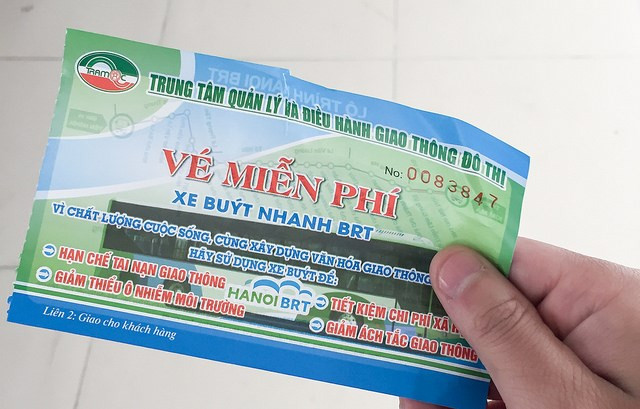 TRAMOC
TRUNG TÂM QUẢN LÝ VÀ ĐIỀU HÀNH GIAO THÔNG ĐÔ THỊ
VÉ MIỄN PHÍ
No: 0083847
XE BUÝT NHANH BRT
VÌ CHẤT LƯỢNG CUỘC SỐNG, CÙNG XÂY DỰNG VĂN HÓA GIAO THÔNG
HÃY SỬ DỤNG XE BUÝT ĐỂ:
HẠN CHẾ TAI NẠN GIAO THÔNG
GIẢM THIỂU Ô NHIỄM MÔI TRƯỜNG
HANOI BRT
TIẾT KIỆM CHI PHÍ XÃ
GIẢM ÁCH TẮC GIAO THÔNG
Liên 2: Giao cho khách hàng